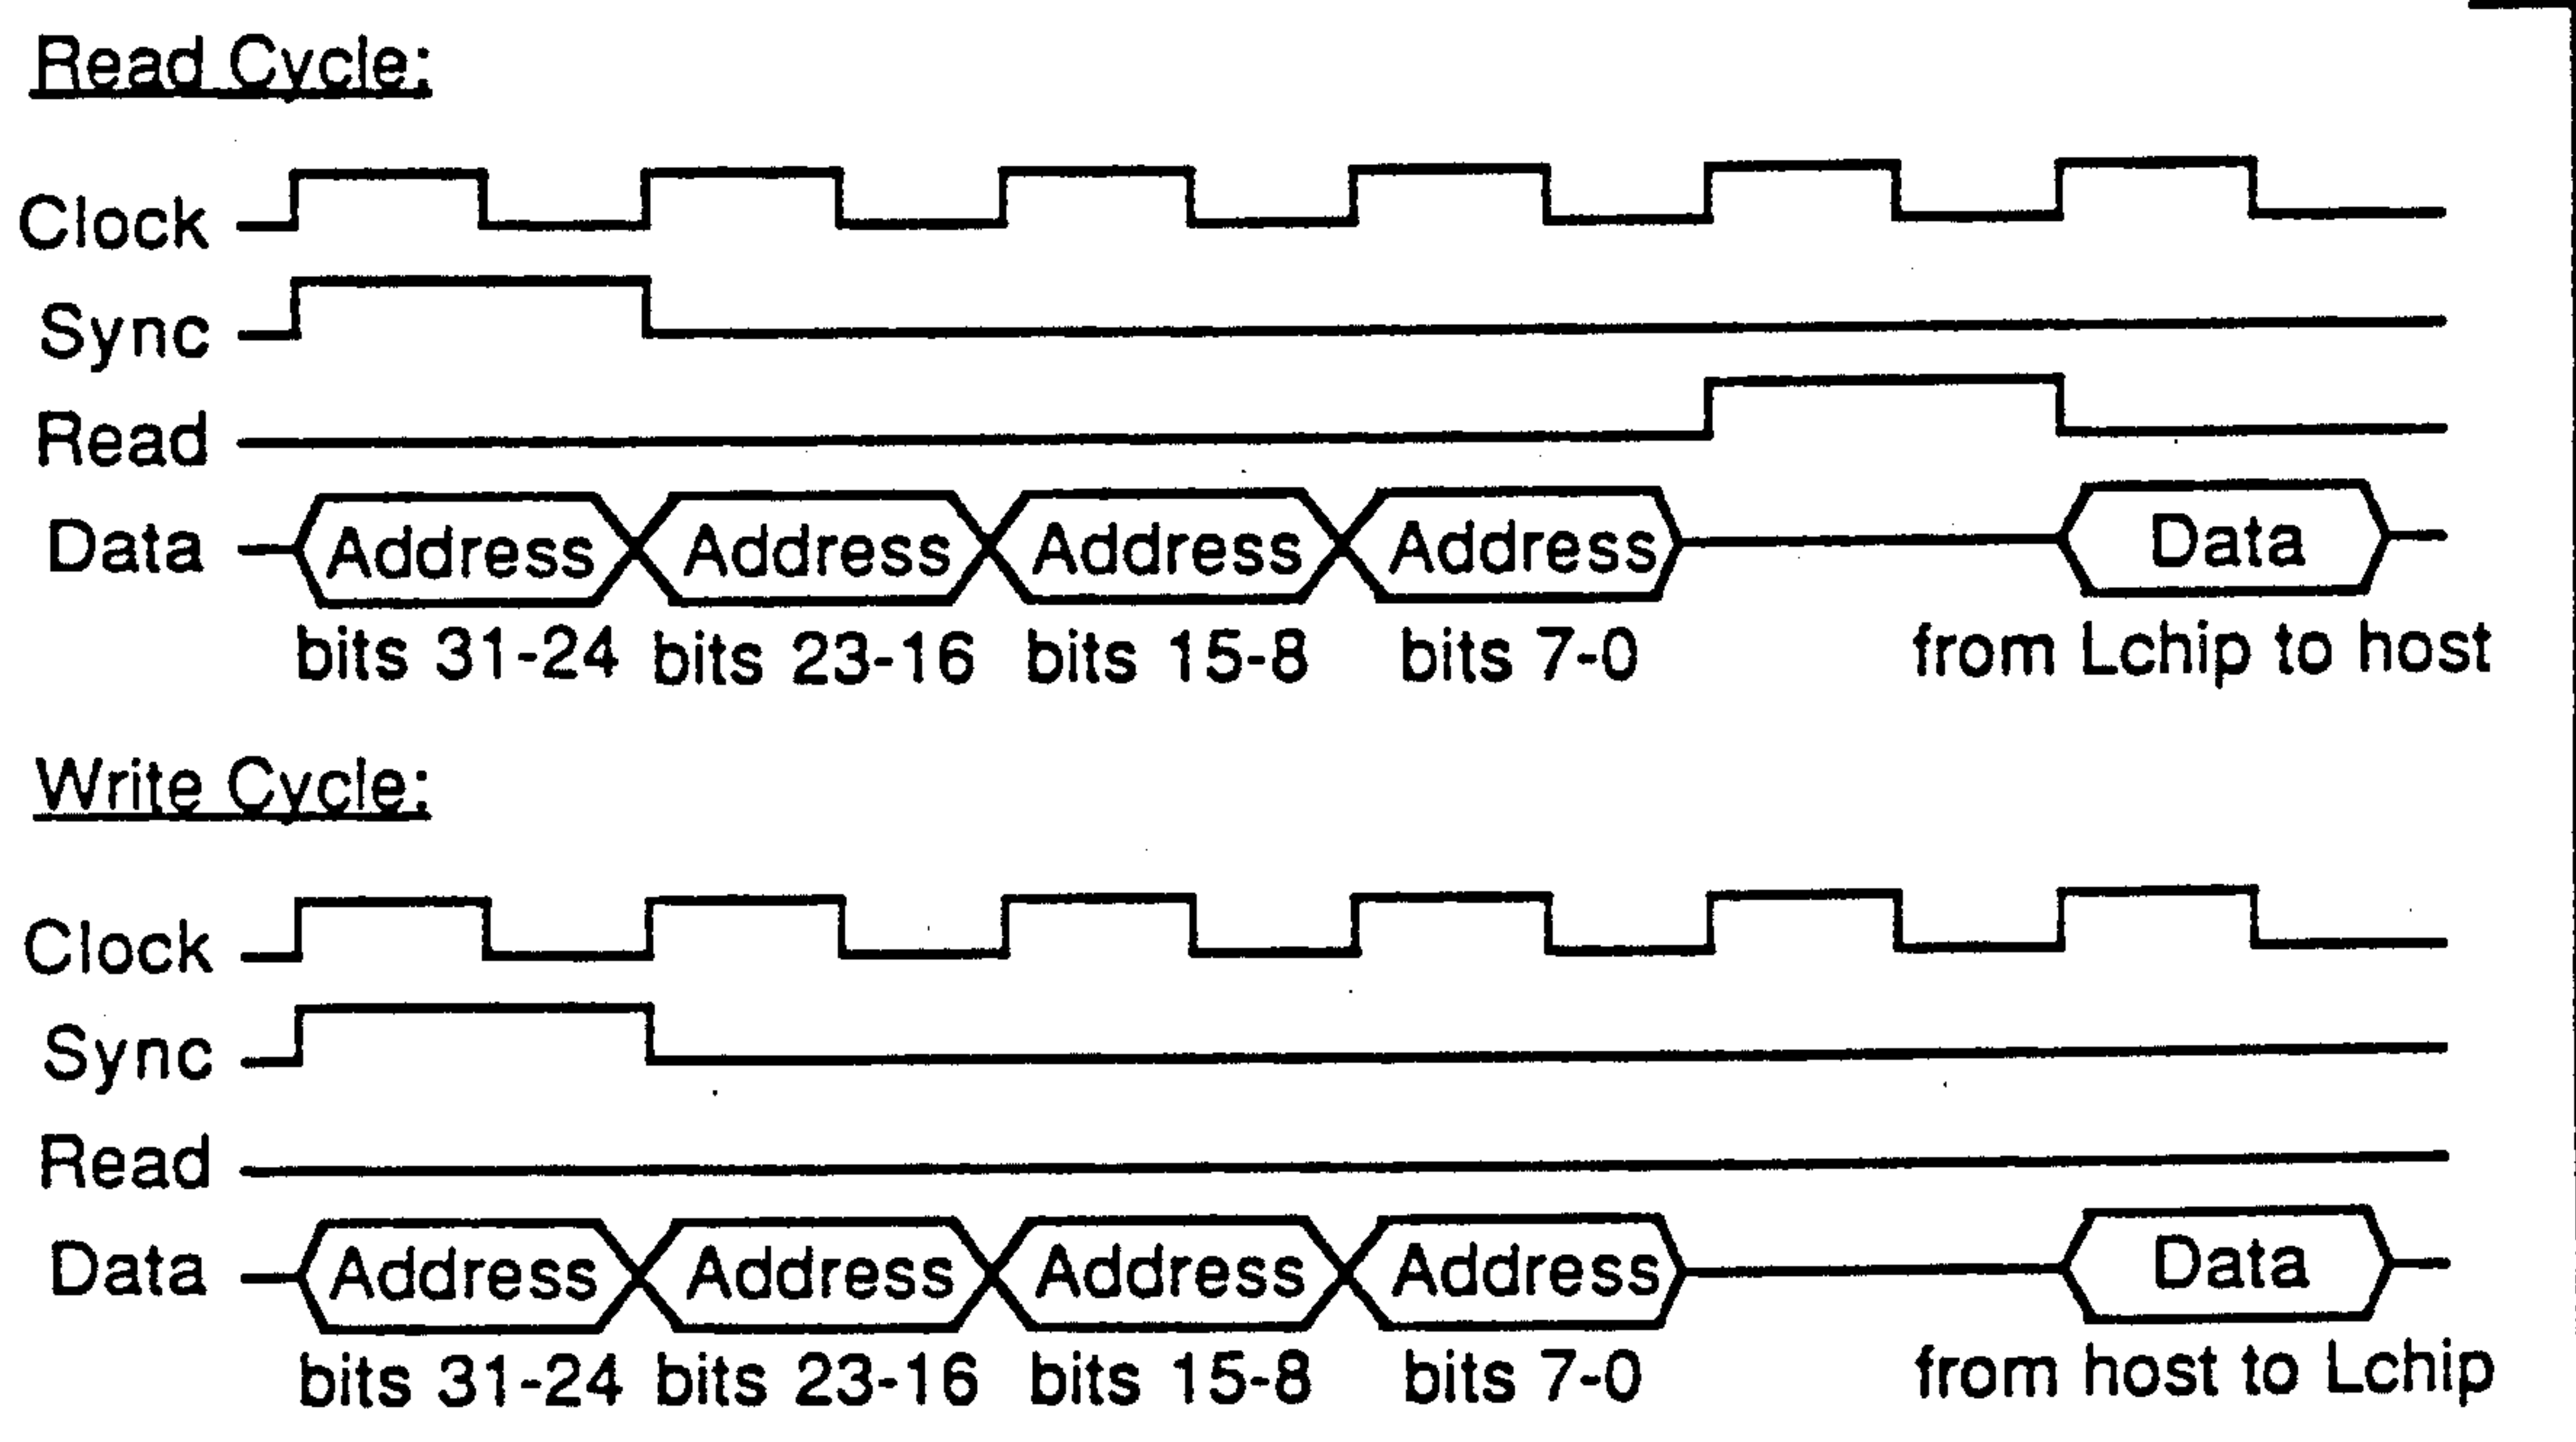 Read Cycle:
Clock
Sync
Read
Data Address Address Address Address Data
bits 31-24 bits 23-16 bits 15-8 bits 7-0 from Lchip to host
Write Cycle:
Clock
Sync
Read
Data Address Address Address Address Data
bits 31-24 bits 23-16 bits 15-8 bits 7-0 from host to Lchip